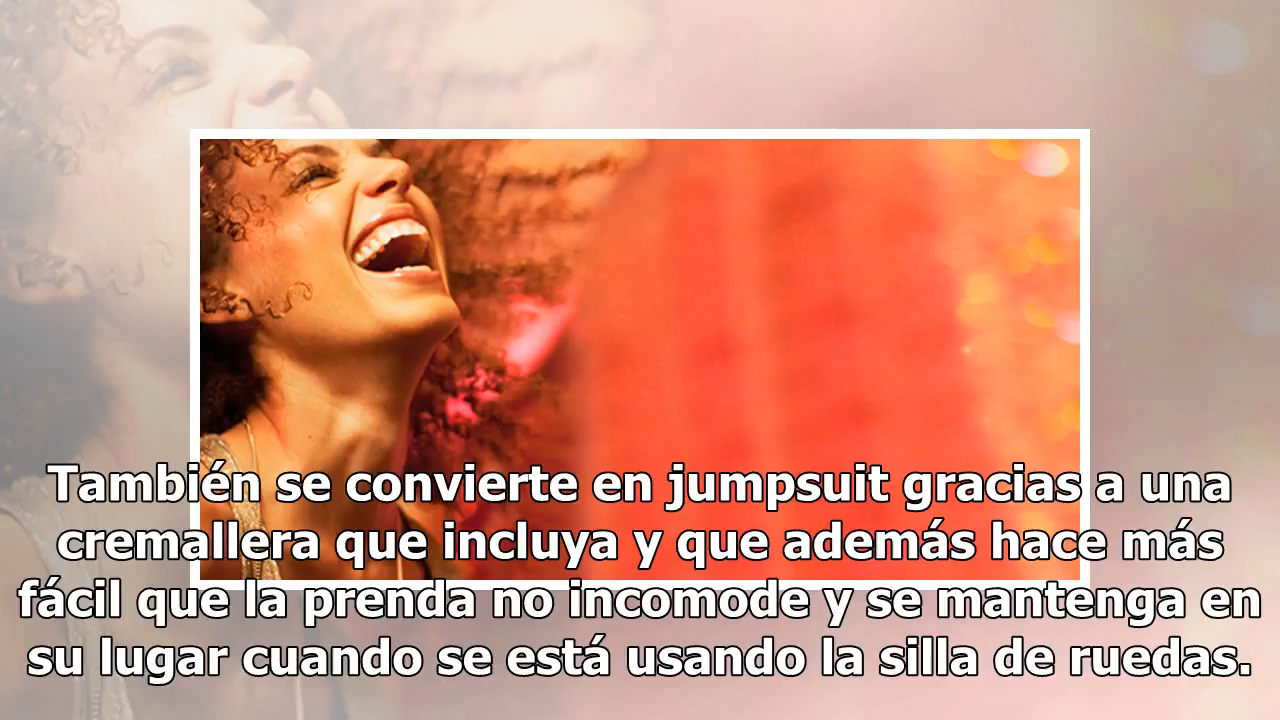 También se convierte en jumpsuit gracias a una
cremallera que incluya y que además hace más
fácil que la prenda no incomode y se mantenga en
su lugar cuando se está usando la silla de ruedas.